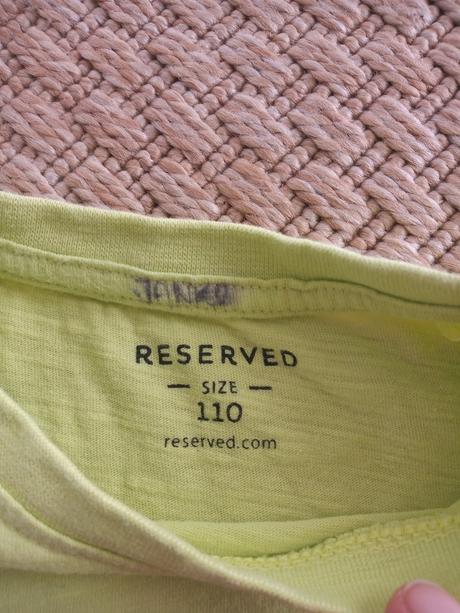 RESERVED
— SIZE —
110
reserved.com